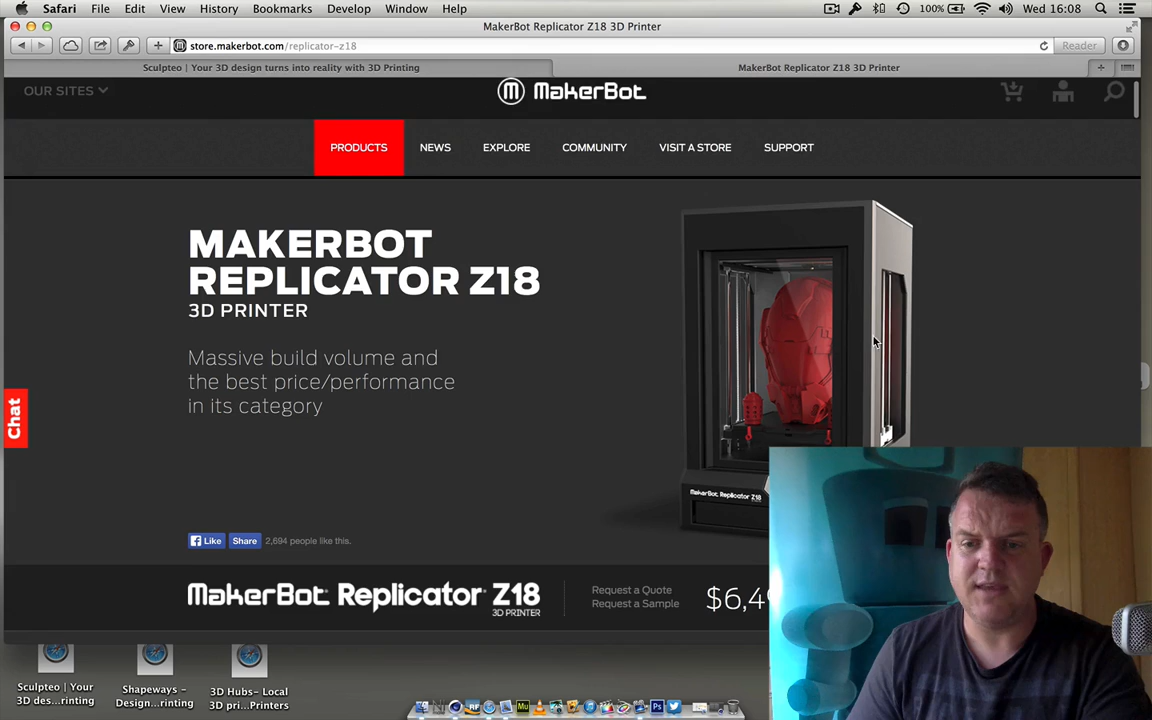 Safari File Edit View History Bookmarks Develop Window Help 100% Wed 16:08
MakerBot Replicator Z18 3D Printer
store.makerbot.com/replicator-z18 Reader
Sculpteo | Your 3D design turns into reality with 3D Printing MakerBot Replicator Z18 3D Printer
OUR SITES MakerBot
PRODUCTS NEWS EXPLORE COMMUNITY VISIT A STORE SUPPORT
MAKERBOT
REPLICATOR Z18
3D PRINTER
Massive build volume and
the best price/performance
in its category
Chat
MakerBot Replicator Z18
Like Share 2,694 people like this.
MakerBot Replicator Z18
3D PRINTER
Request a Quote
Request a Sample
$6,4
Sculpteo | Your
3D des...rinting
Shapeways -
Design...rinting
3D Hubs- Local
3D pri...Printers
RF Mu Ps